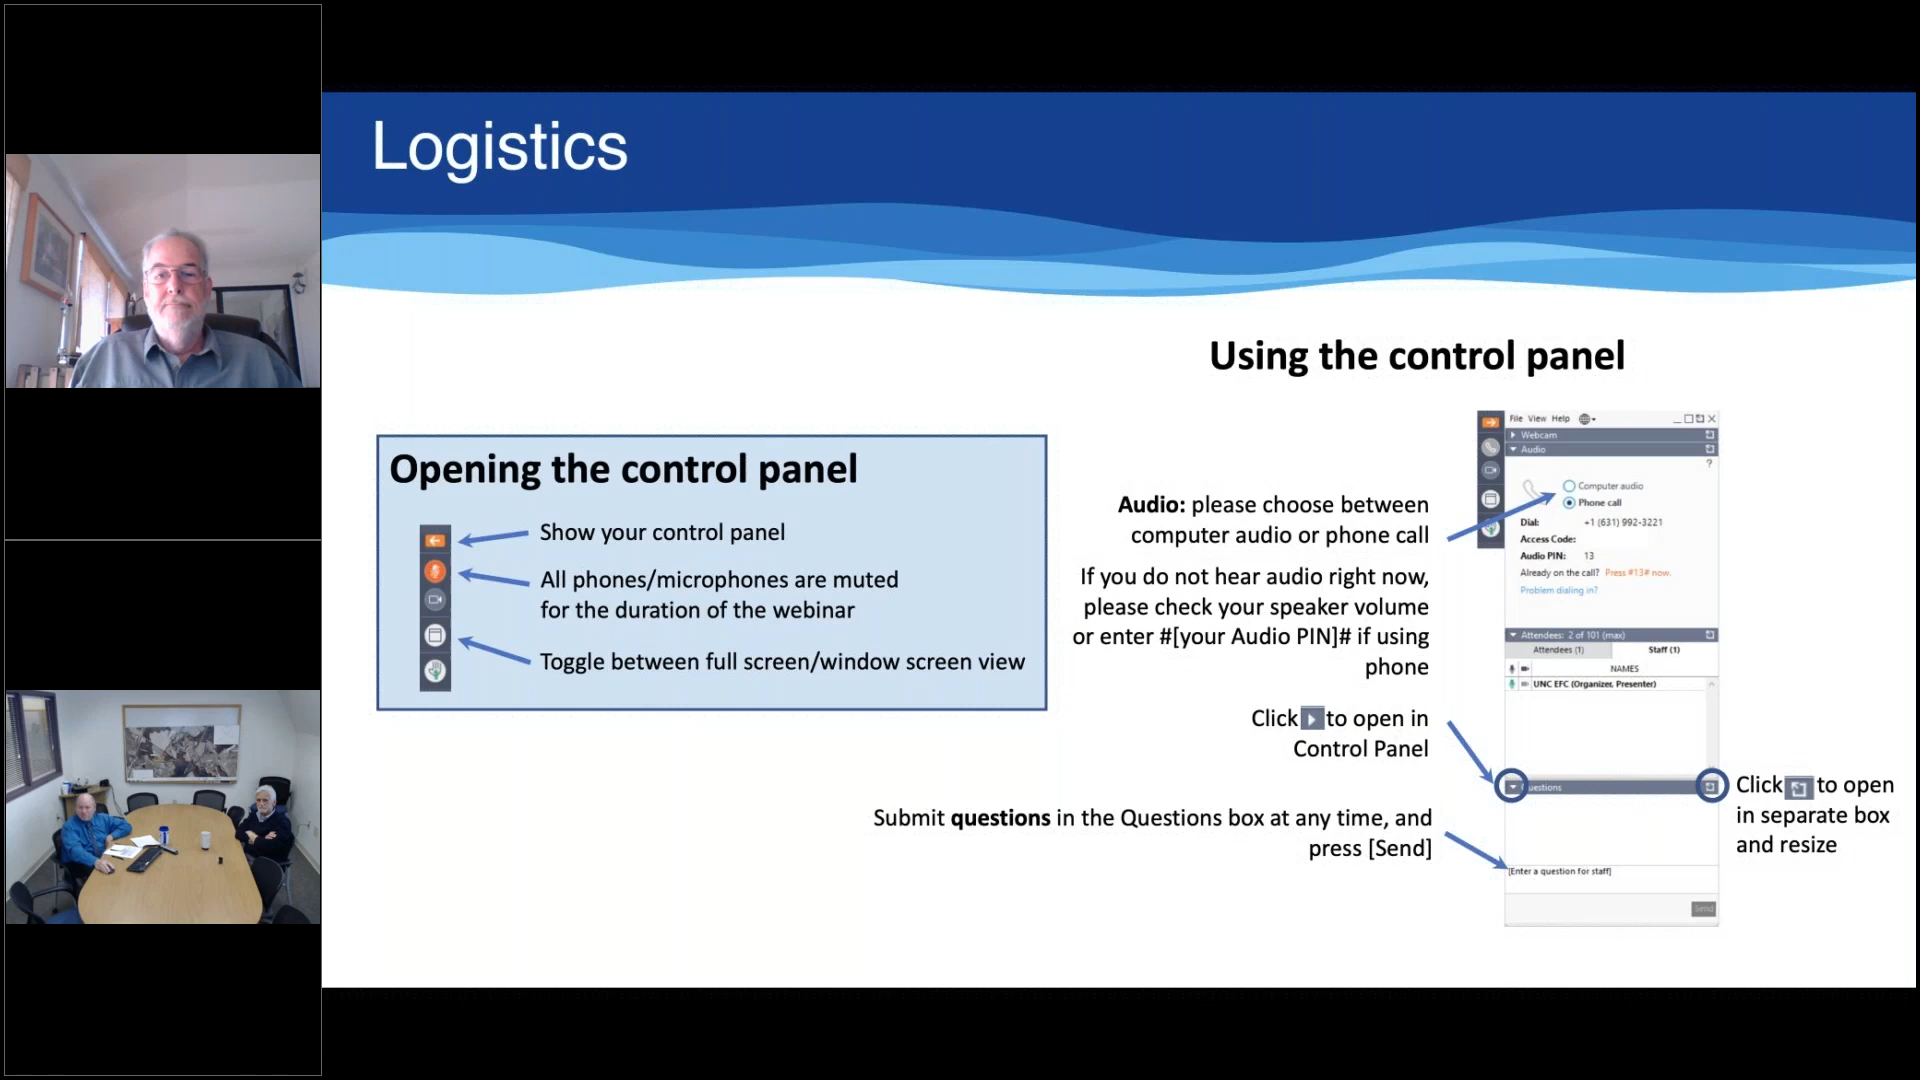 Logistics
Opening the control panel
Show your control panel
All phones/microphones are muted
for the duration of the webinar
Toggle between full screen/window screen view
Using the control panel
Audio: please choose between
computer audio or phone call
If you do not hear audio right now,
please check your speaker volume
or enter #[your Audio PIN]# if using
phone
Click to open in
Control Panel
Submit questions in the Questions box at any time, and
press [Send]
File View Help
Webcam
Audio
?
Computer audio
Phone call
Dial: +1 (631) 992-3221
Access Code:
Audio PIN: 13
Already on the call? Press #13# now.
Problem dialing in?
Attendees: 2 of 101 (max)
Attendees (1) Staff (1)
NAMES
UNC EFC (Organizer, Presenter)
Questions
[Enter a question for staff]
Send
Click to open
in separate box
and resize